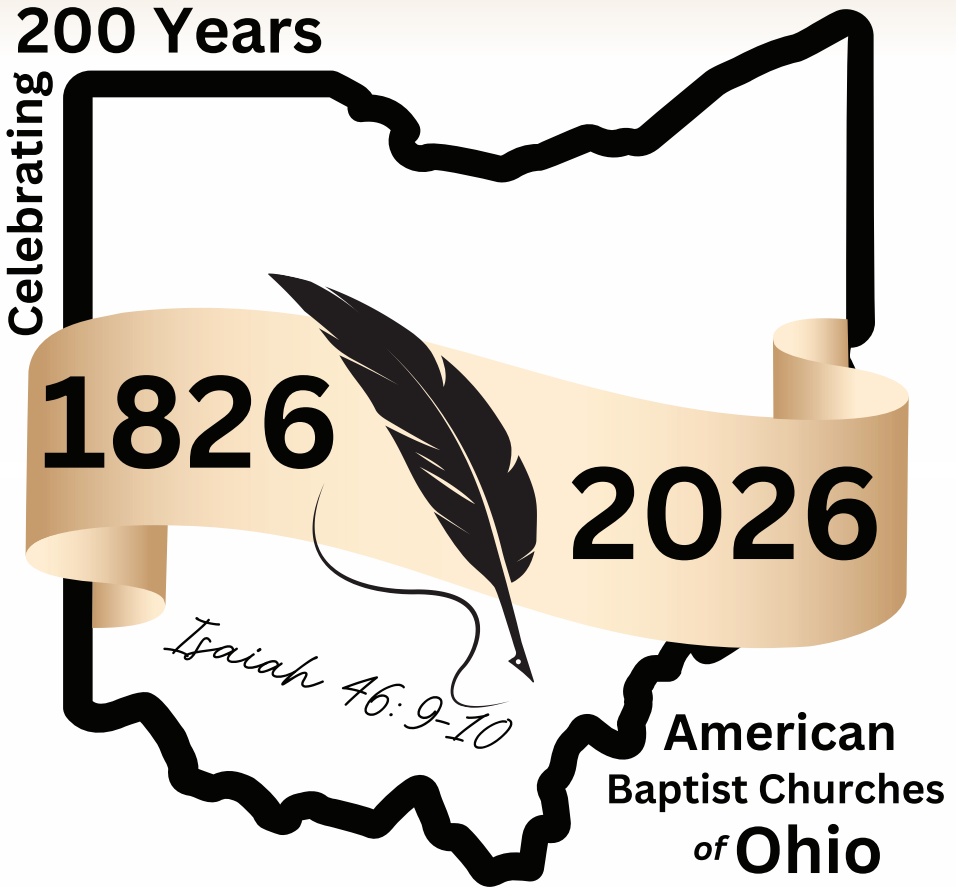 Celebrating
200 Years
1826
2026
Isaiah 46:9-10
American
Baptist Churches
of Ohio